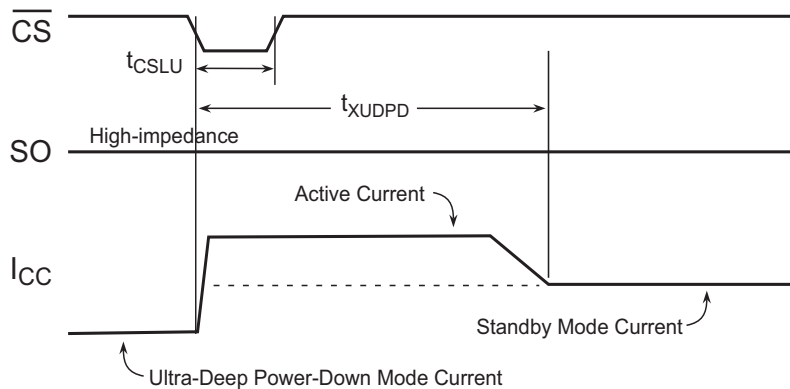 CS
tCSLU
tXUDPD
High-impedance
SO
Active Current
ICC
Standby Mode Current
Ultra-Deep Power-Down Mode Current